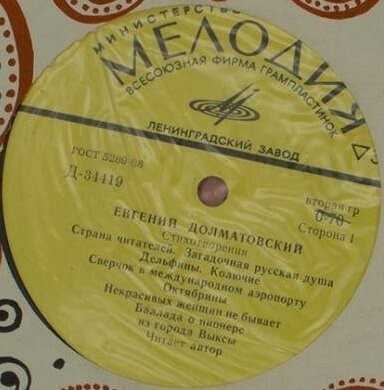 МИНИСТЕРСТВО
МЕЛОДИЯ
ВСЕСОЮЗНАЯ ФИРМА ГРАМПЛАСТИНОК
ЛЕНИНГРАДСКИЙ ЗАВОД
ГОСТ 5289-68
Д-34419
вторая гр
0-70
Сторона 1
ЕВГЕНИЙ ДОЛМАТОВСКИЙ
Стихотворения
Страна читателей. Загадочная русская душа
Дельфины. Колючие
Сверчок в международном аэропорту
Октябрины
Некрасивых женщин не бывает
Баллада о пионере
из города Выксы
Читает автор